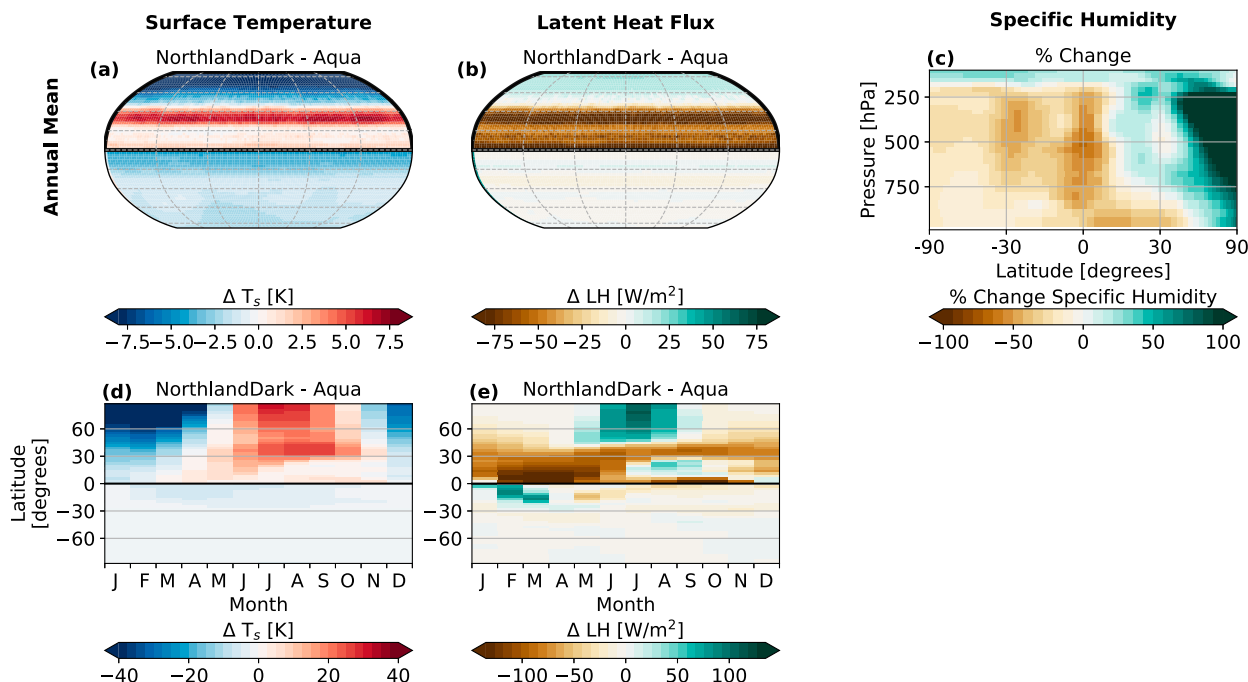 Surface Temperature
Latent Heat Flux
Specific Humidity
Annual Mean
(a)
NorthlandDark - Aqua
(b)
NorthlandDark - Aqua
(c)
% Change
Pressure [hPa]
250
500
750
-90 -30 0 30 90
Latitude [degrees]
Δ Tₛ [K]
−7.5 −5.0 −2.5 0.0 2.5 5.0 7.5
Δ LH [W/m²]
−75 −50 −25 0 25 50 75
% Change Specific Humidity
−100 −50 0 50 100
(d)
NorthlandDark - Aqua
Latitude
[degrees]
60
30
0
−30
−60
J F M A M J J A S O N D
Month
Δ Tₛ [K]
−40 −20 0 20 40
(e)
NorthlandDark - Aqua
60
30
0
−30
−60
J F M A M J J A S O N D
Month
Δ LH [W/m²]
−100 −50 0 50 100